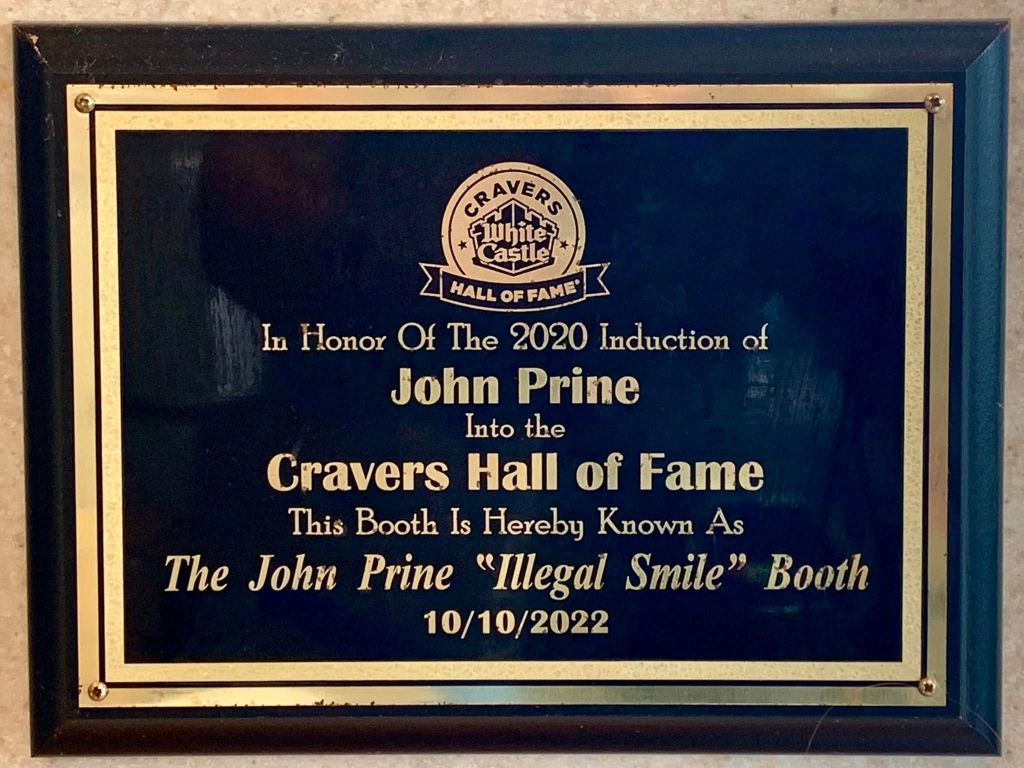 CRAVERS
White
Castle
HALL OF FAME®
In Honor Of The 2020 Induction of
John Prine
Into the
Cravers Hall of Fame
This Booth Is Hereby Known As
The John Prine “Illegal Smile” Booth
10/10/2022